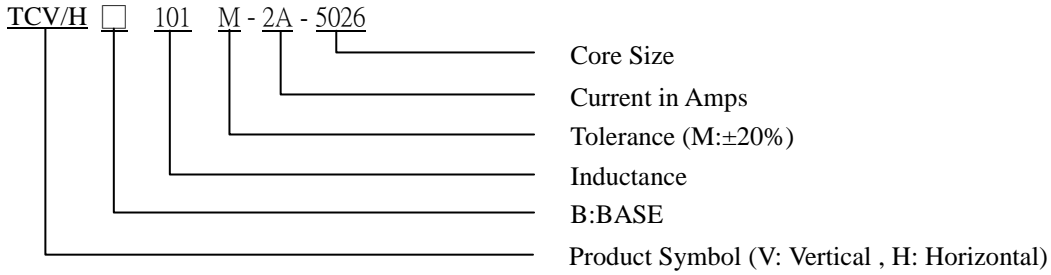 TCV/H □ 101 M - 2A - 5026
Core Size
Current in Amps
Tolerance (M:±20%)
Inductance
B:BASE
Product Symbol (V: Vertical , H: Horizontal)